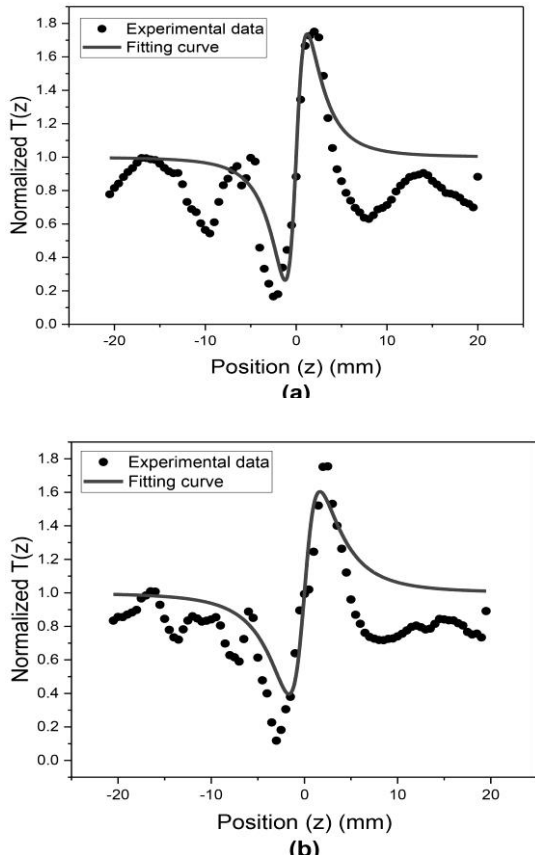 1.8
Experimental data
Fitting curve
1.6
1.4
1.2
1.0
0.8
0.6
0.4
0.2
0.0
Normalized T(z)
-20 -10 0 10 20
Position (z) (mm)
(a)
1.8
Experimental data
Fitting curve
1.6
1.4
1.2
1.0
0.8
0.6
0.4
0.2
0.0
Normalized T(z)
-20 -10 0 10 20
Position (z) (mm)
(b)